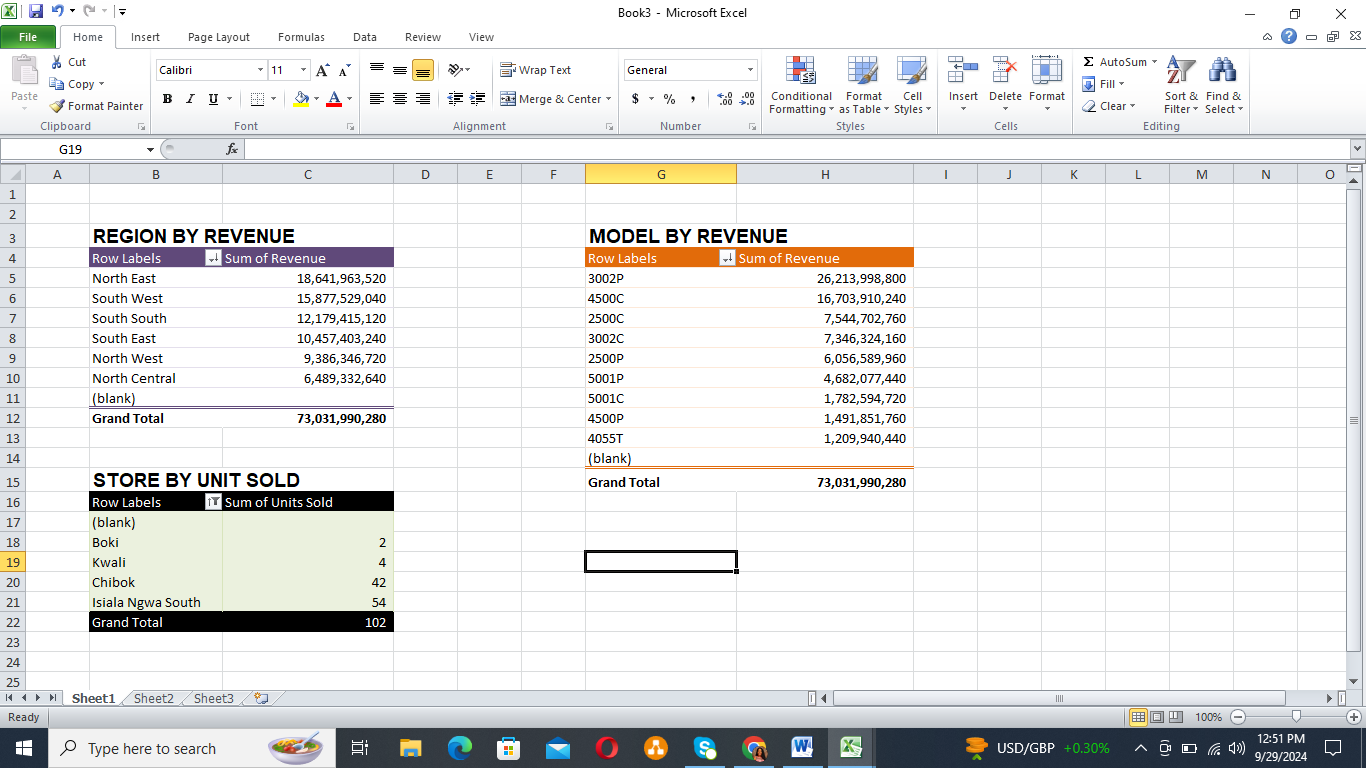 Book3 - Microsoft Excel
File Home Insert Page Layout Formulas Data Review View
Paste
Cut
Copy
Format Painter
Clipboard
Calibri 11
B I U
Font
Wrap Text
Merge & Center
Alignment
General
$ % ,
Number
Conditional Formatting
Format as Table
Cell Styles
Styles
Insert Delete Format
Cells
Σ AutoSum
Fill
Clear
Sort & Filter
Find & Select
Editing
G19 fx
A B C D E F G H I J K L M N O
1
2
3 REGION BY REVENUE MODEL BY REVENUE
4 Row Labels Sum of Revenue Row Labels Sum of Revenue
5 North East 18,641,963,520 3002P 26,213,998,800
6 South West 15,877,529,040 4500C 16,703,910,240
7 South South 12,179,415,120 2500C 7,544,702,760
8 South East 10,457,403,240 3002C 7,346,324,160
9 North West 9,386,346,720 2500P 6,056,589,960
10 North Central 6,489,332,640 5001P 4,682,077,440
11 (blank) 5001C 1,782,594,720
12 Grand Total 73,031,990,280 4500P 1,491,851,760
13 4055T 1,209,940,440
14 (blank)
15 STORE BY UNIT SOLD Grand Total 73,031,990,280
16 Row Labels Sum of Units Sold
17 (blank)
18 Boki 2
19 Kwali 4
20 Chibok 42
21 Isiala Ngwa South 54
22 Grand Total 102
23
24
25
Sheet1 Sheet2 Sheet3
Ready 100%
Type here to search USD/GBP +0.30% 12:51 PM
9/29/2024